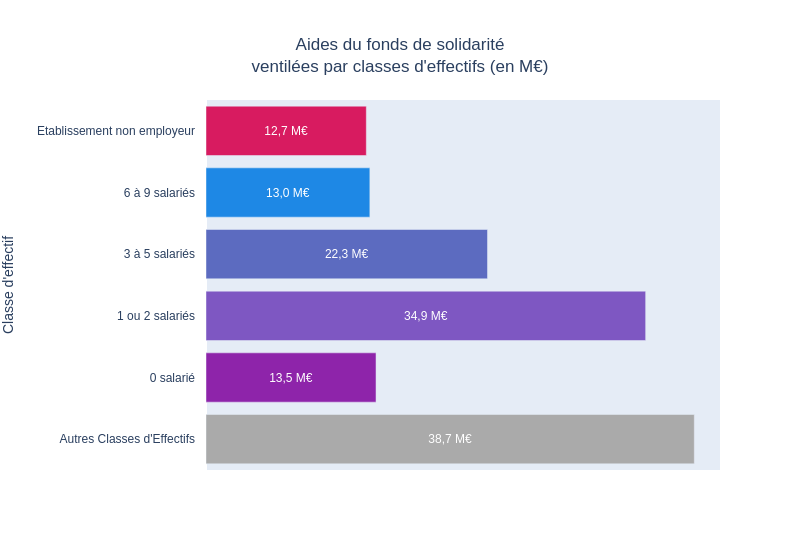 Aides du fonds de solidarité
ventilées par classes d'effectifs (en M€)
Classe d'effectif
Etablissement non employeur
12,7 M€
6 à 9 salariés
13,0 M€
3 à 5 salariés
22,3 M€
1 ou 2 salariés
34,9 M€
0 salarié
13,5 M€
Autres Classes d'Effectifs
38,7 M€